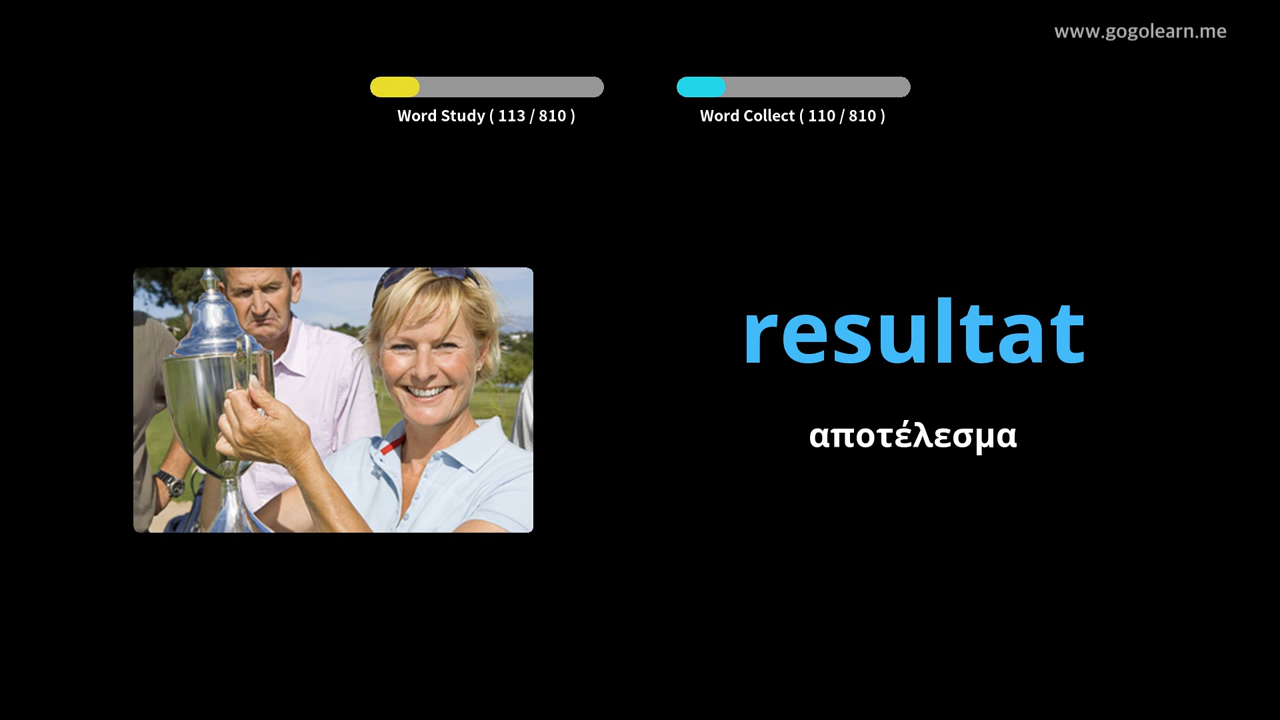 www.gogolearn.me
Word Study ( 113 / 810 )
Word Collect ( 110 / 810 )
resultat
αποτέλεσμα